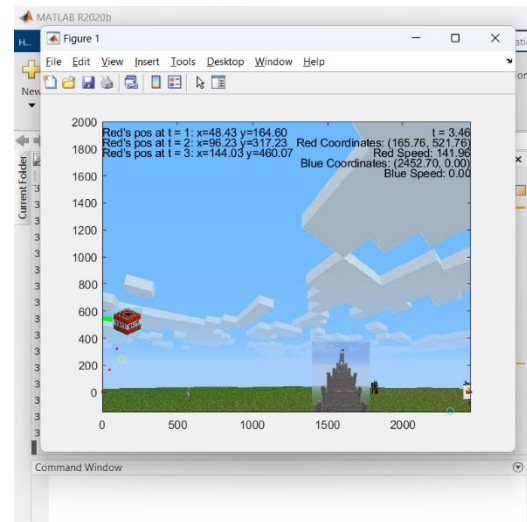 MATLAB R2020b
Figure 1
File Edit View Insert Tools Desktop Window Help
New
Current Folder
Red's pos at t = 1: x=48.43 y=164.60
Red's pos at t = 2: x=96.23 y=317.23
Red's pos at t = 3: x=144.03 y=460.07
t = 3.46
Red Coordinates: (165.76, 521.76)
Red Speed: 141.96
Blue Coordinates: (2452.70, 0.00)
Blue Speed: 0.00
2000
1800
1600
1400
1200
1000
800
600
400
200
0
0 500 1000 1500 2000
Command Window